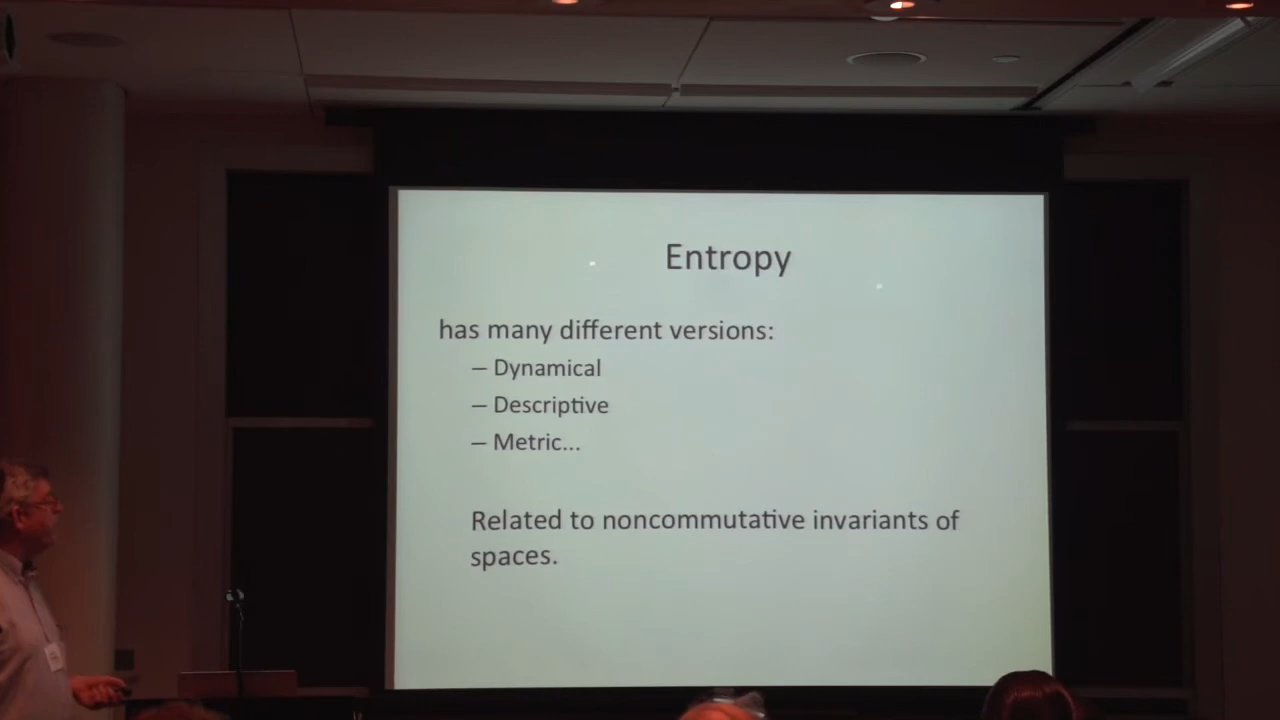 Entropy
has many different versions:
– Dynamical
– Descriptive
– Metric...
Related to noncommutative invariants of
spaces.